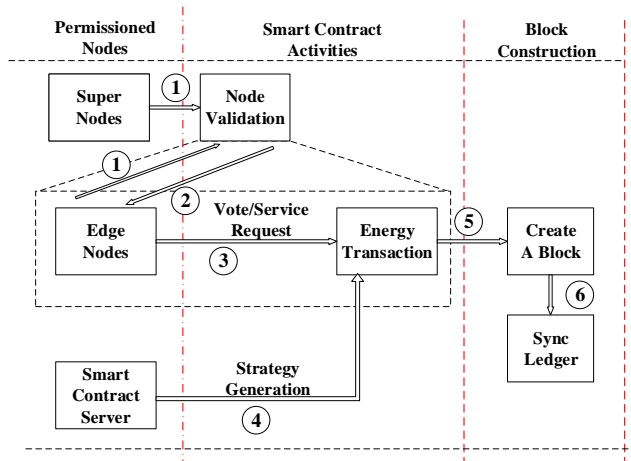 Permissioned
Nodes
Smart Contract
Activities
Block
Construction
Super
Nodes
1
Node
Validation
1
2
Edge
Nodes
Vote/Service
Request
3
Energy
Transaction
5
Create
A Block
6
Sync
Ledger
Smart
Contract
Server
Strategy
Generation
4